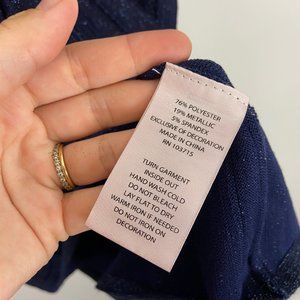 76% POLYESTER
19% METALLIC
5% SPANDEX
EXCLUSIVE OF DECORATION
MADE IN CHINA
RN 103715
TURN GARMENT
INSIDE OUT
HAND WASH COLD
DO NOT BLEACH
LAY FLAT TO DRY
WARM IRON IF NEEDED
DO NOT IRON ON
DECORATION